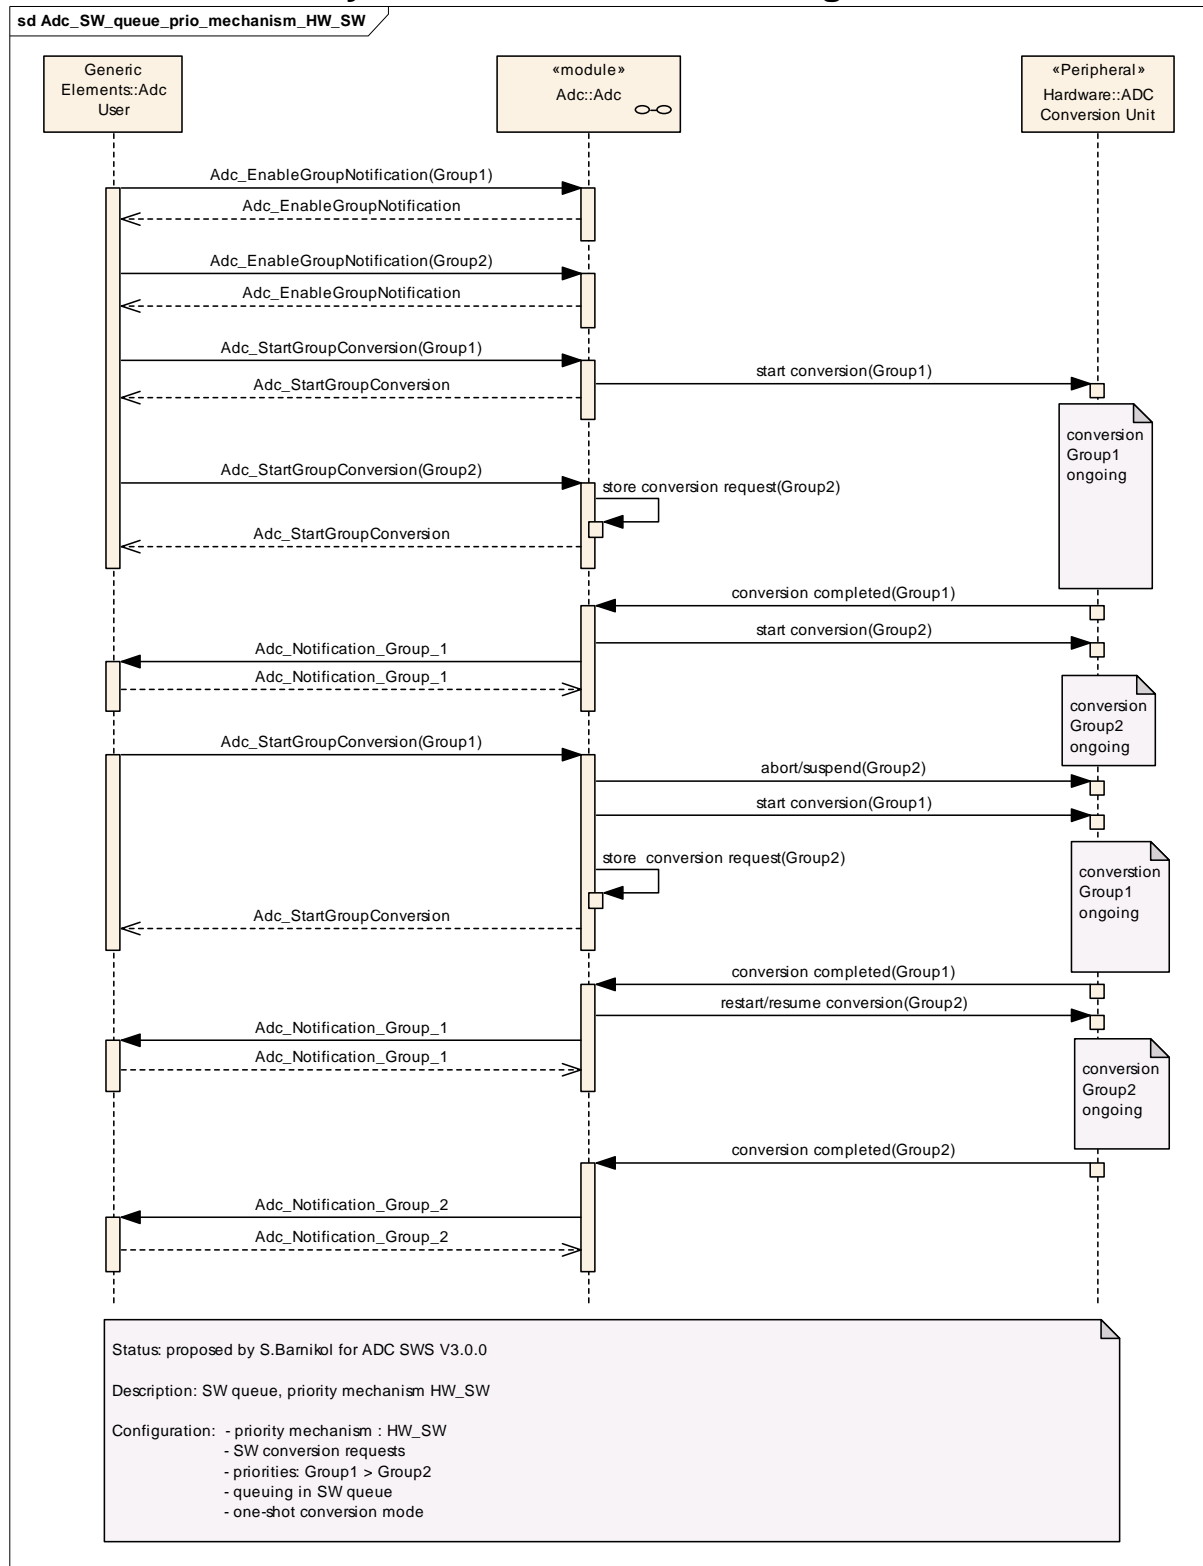 sd Adc_SW_queue_prio_mechanism_HW_SW
Generic
Elements::Adc
User
«module»
Adc::Adc
«Peripheral»
Hardware::ADC
Conversion Unit
Adc_EnableGroupNotification(Group1)
Adc_EnableGroupNotification
Adc_EnableGroupNotification(Group2)
Adc_EnableGroupNotification
Adc_StartGroupConversion(Group1)
start conversion(Group1)
Adc_StartGroupConversion
conversion
Group1
ongoing
Adc_StartGroupConversion(Group2)
store conversion request(Group2)
Adc_StartGroupConversion
conversion completed(Group1)
start conversion(Group2)
Adc_Notification_Group_1
Adc_Notification_Group_1
conversion
Group2
ongoing
Adc_StartGroupConversion(Group1)
abort/suspend(Group2)
start conversion(Group1)
store  conversion request(Group2)
converstion
Group1
ongoing
Adc_StartGroupConversion
conversion completed(Group1)
restart/resume conversion(Group2)
Adc_Notification_Group_1
Adc_Notification_Group_1
conversion
Group2
ongoing
conversion completed(Group2)
Adc_Notification_Group_2
Adc_Notification_Group_2
Status: proposed by S.Barnikol for ADC SWS V3.0.0
Description: SW queue, priority mechanism HW_SW
Configuration:  - priority mechanism : HW_SW
- SW conversion requests
- priorities: Group1 > Group2
- queuing in SW queue
- one-shot conversion mode